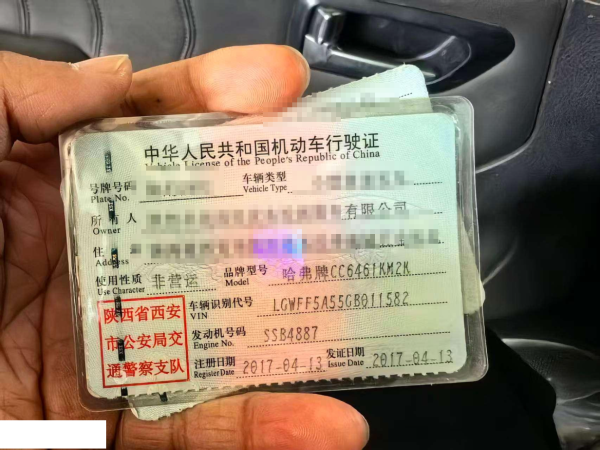 中华人民共和国机动车行驶证
Vehicle License of the People's Republic of China
号牌号码 车辆类型
Plate No. Vehicle Type
所有人 有限公司
Owner
住
Address
使用性质 非营运 品牌型号 哈弗牌CC6461KM2K
Use Character Model
车辆识别代号 LGWFF5A55GB011582
VIN
发动机号码 SSB4887
Engine No.
注册日期 2017-04-13 发证日期 2017-04-13
Register Date Issue Date
陕西省西安
市公安局交
通警察支队